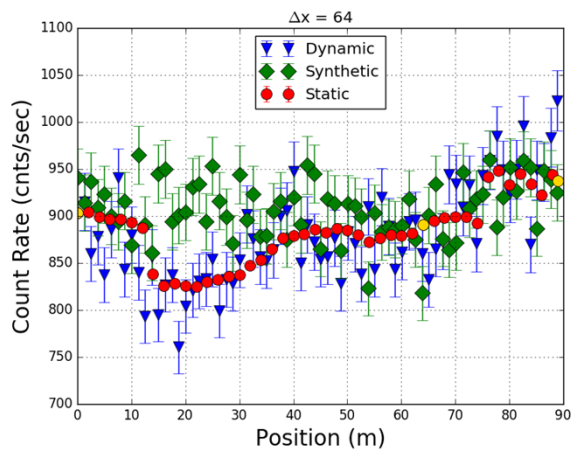 Δx = 64
1100
1050
1000
950
900
850
800
750
700
Count Rate (cnts/sec)
Dynamic
Synthetic
Static
0 10 20 30 40 50 60 70 80 90
Position (m)